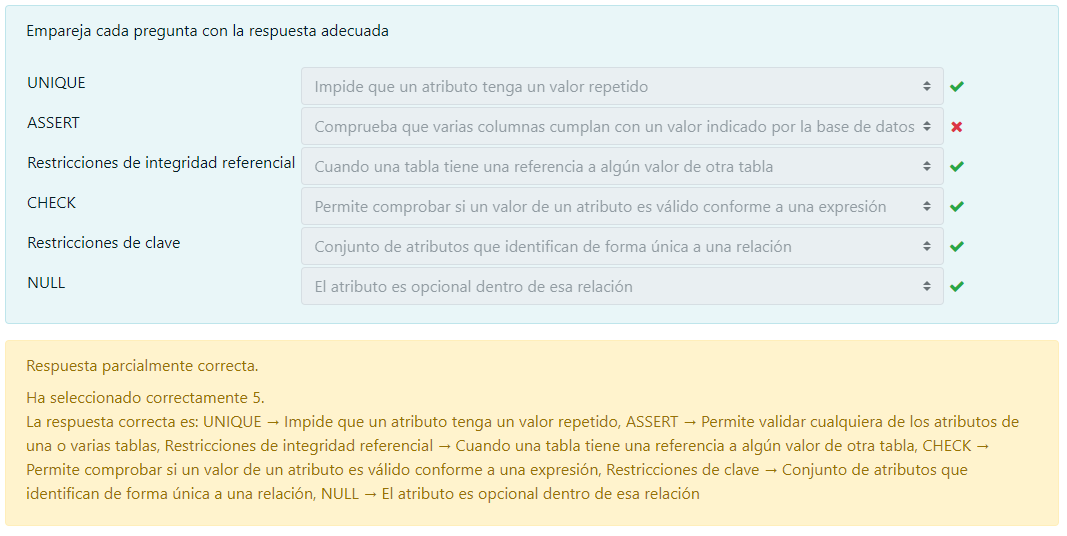 Empareja cada pregunta con la respuesta adecuada
UNIQUE Impide que un atributo tenga un valor repetido
ASSERT Comprueba que varias columnas cumplan con un valor indicado por la base de datos
Restricciones de integridad referencial Cuando una tabla tiene una referencia a algún valor de otra tabla
CHECK Permite comprobar si un valor de un atributo es válido conforme a una expresión
Restricciones de clave Conjunto de atributos que identifican de forma única a una relación
NULL El atributo es opcional dentro de esa relación
Respuesta parcialmente correcta.
Ha seleccionado correctamente 5.
La respuesta correcta es: UNIQUE → Impide que un atributo tenga un valor repetido, ASSERT → Permite validar cualquiera de los atributos de
una o varias tablas, Restricciones de integridad referencial → Cuando una tabla tiene una referencia a algún valor de otra tabla, CHECK →
Permite comprobar si un valor de un atributo es válido conforme a una expresión, Restricciones de clave → Conjunto de atributos que
identifican de forma única a una relación, NULL → El atributo es opcional dentro de esa relación